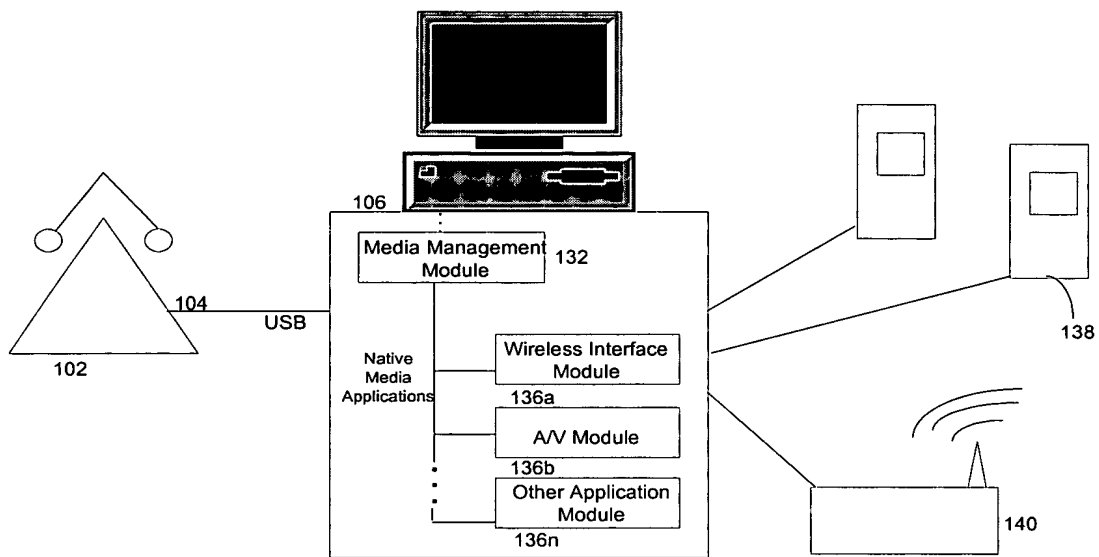 106
Media Management
Module
132
104
USB
102
138
Native
Media
Applications
Wireless Interface
Module
136a
A/V Module
136b
Other Application
Module
136n
140